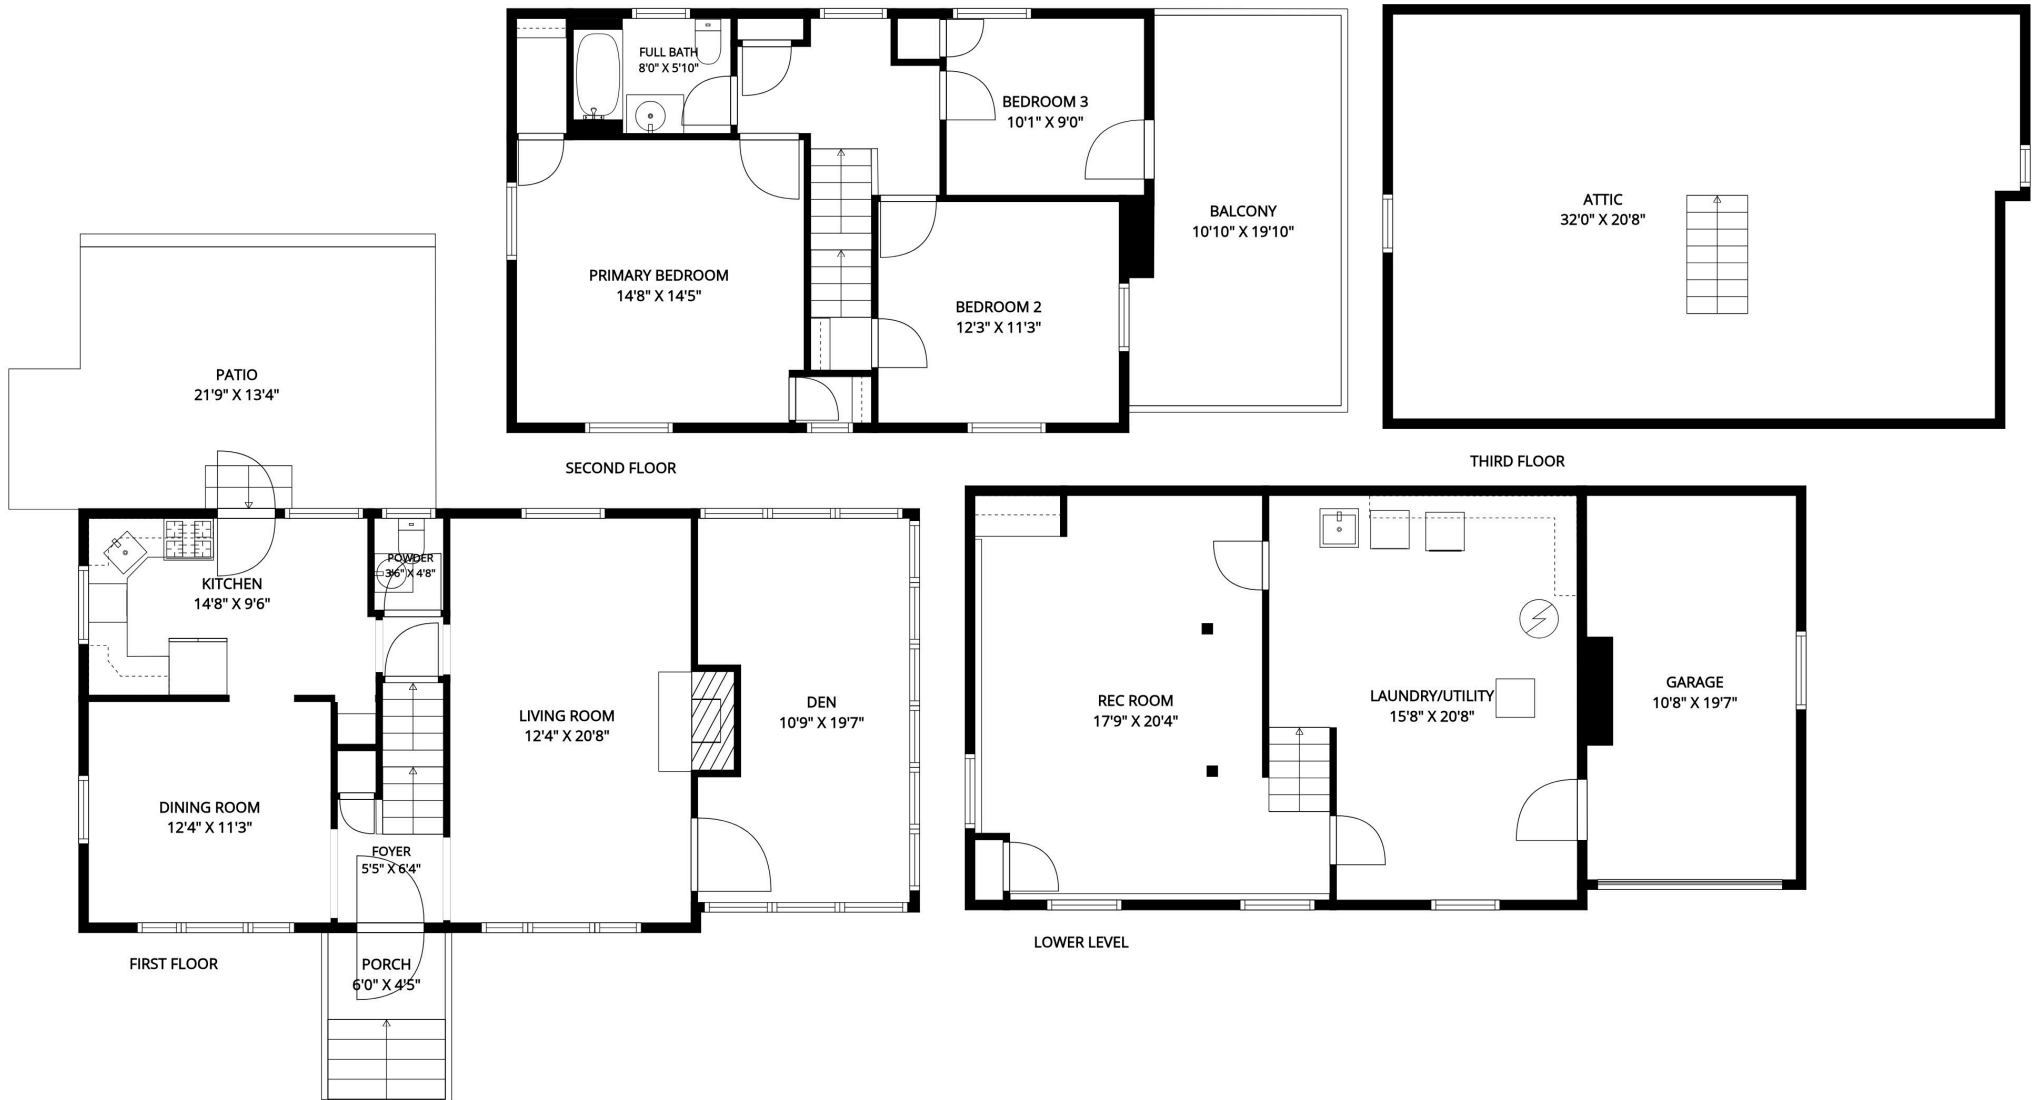 FULL BATH
8'0" X 5'10"
BEDROOM 3
10'1" X 9'0"
PRIMARY BEDROOM
14'8" X 14'5"
BEDROOM 2
12'3" X 11'3"
BALCONY
10'10" X 19'10"
SECOND FLOOR
ATTIC
32'0" X 20'8"
THIRD FLOOR
PATIO
21'9" X 13'4"
KITCHEN
14'8" X 9'6"
POWDER
3'6" X 4'8"
LIVING ROOM
12'4" X 20'8"
DEN
10'9" X 19'7"
DINING ROOM
12'4" X 11'3"
FOYER
5'5" X 6'4"
PORCH
6'0" X 4'5"
FIRST FLOOR
REC ROOM
17'9" X 20'4"
LAUNDRY/UTILITY
15'8" X 20'8"
GARAGE
10'8" X 19'7"
LOWER LEVEL